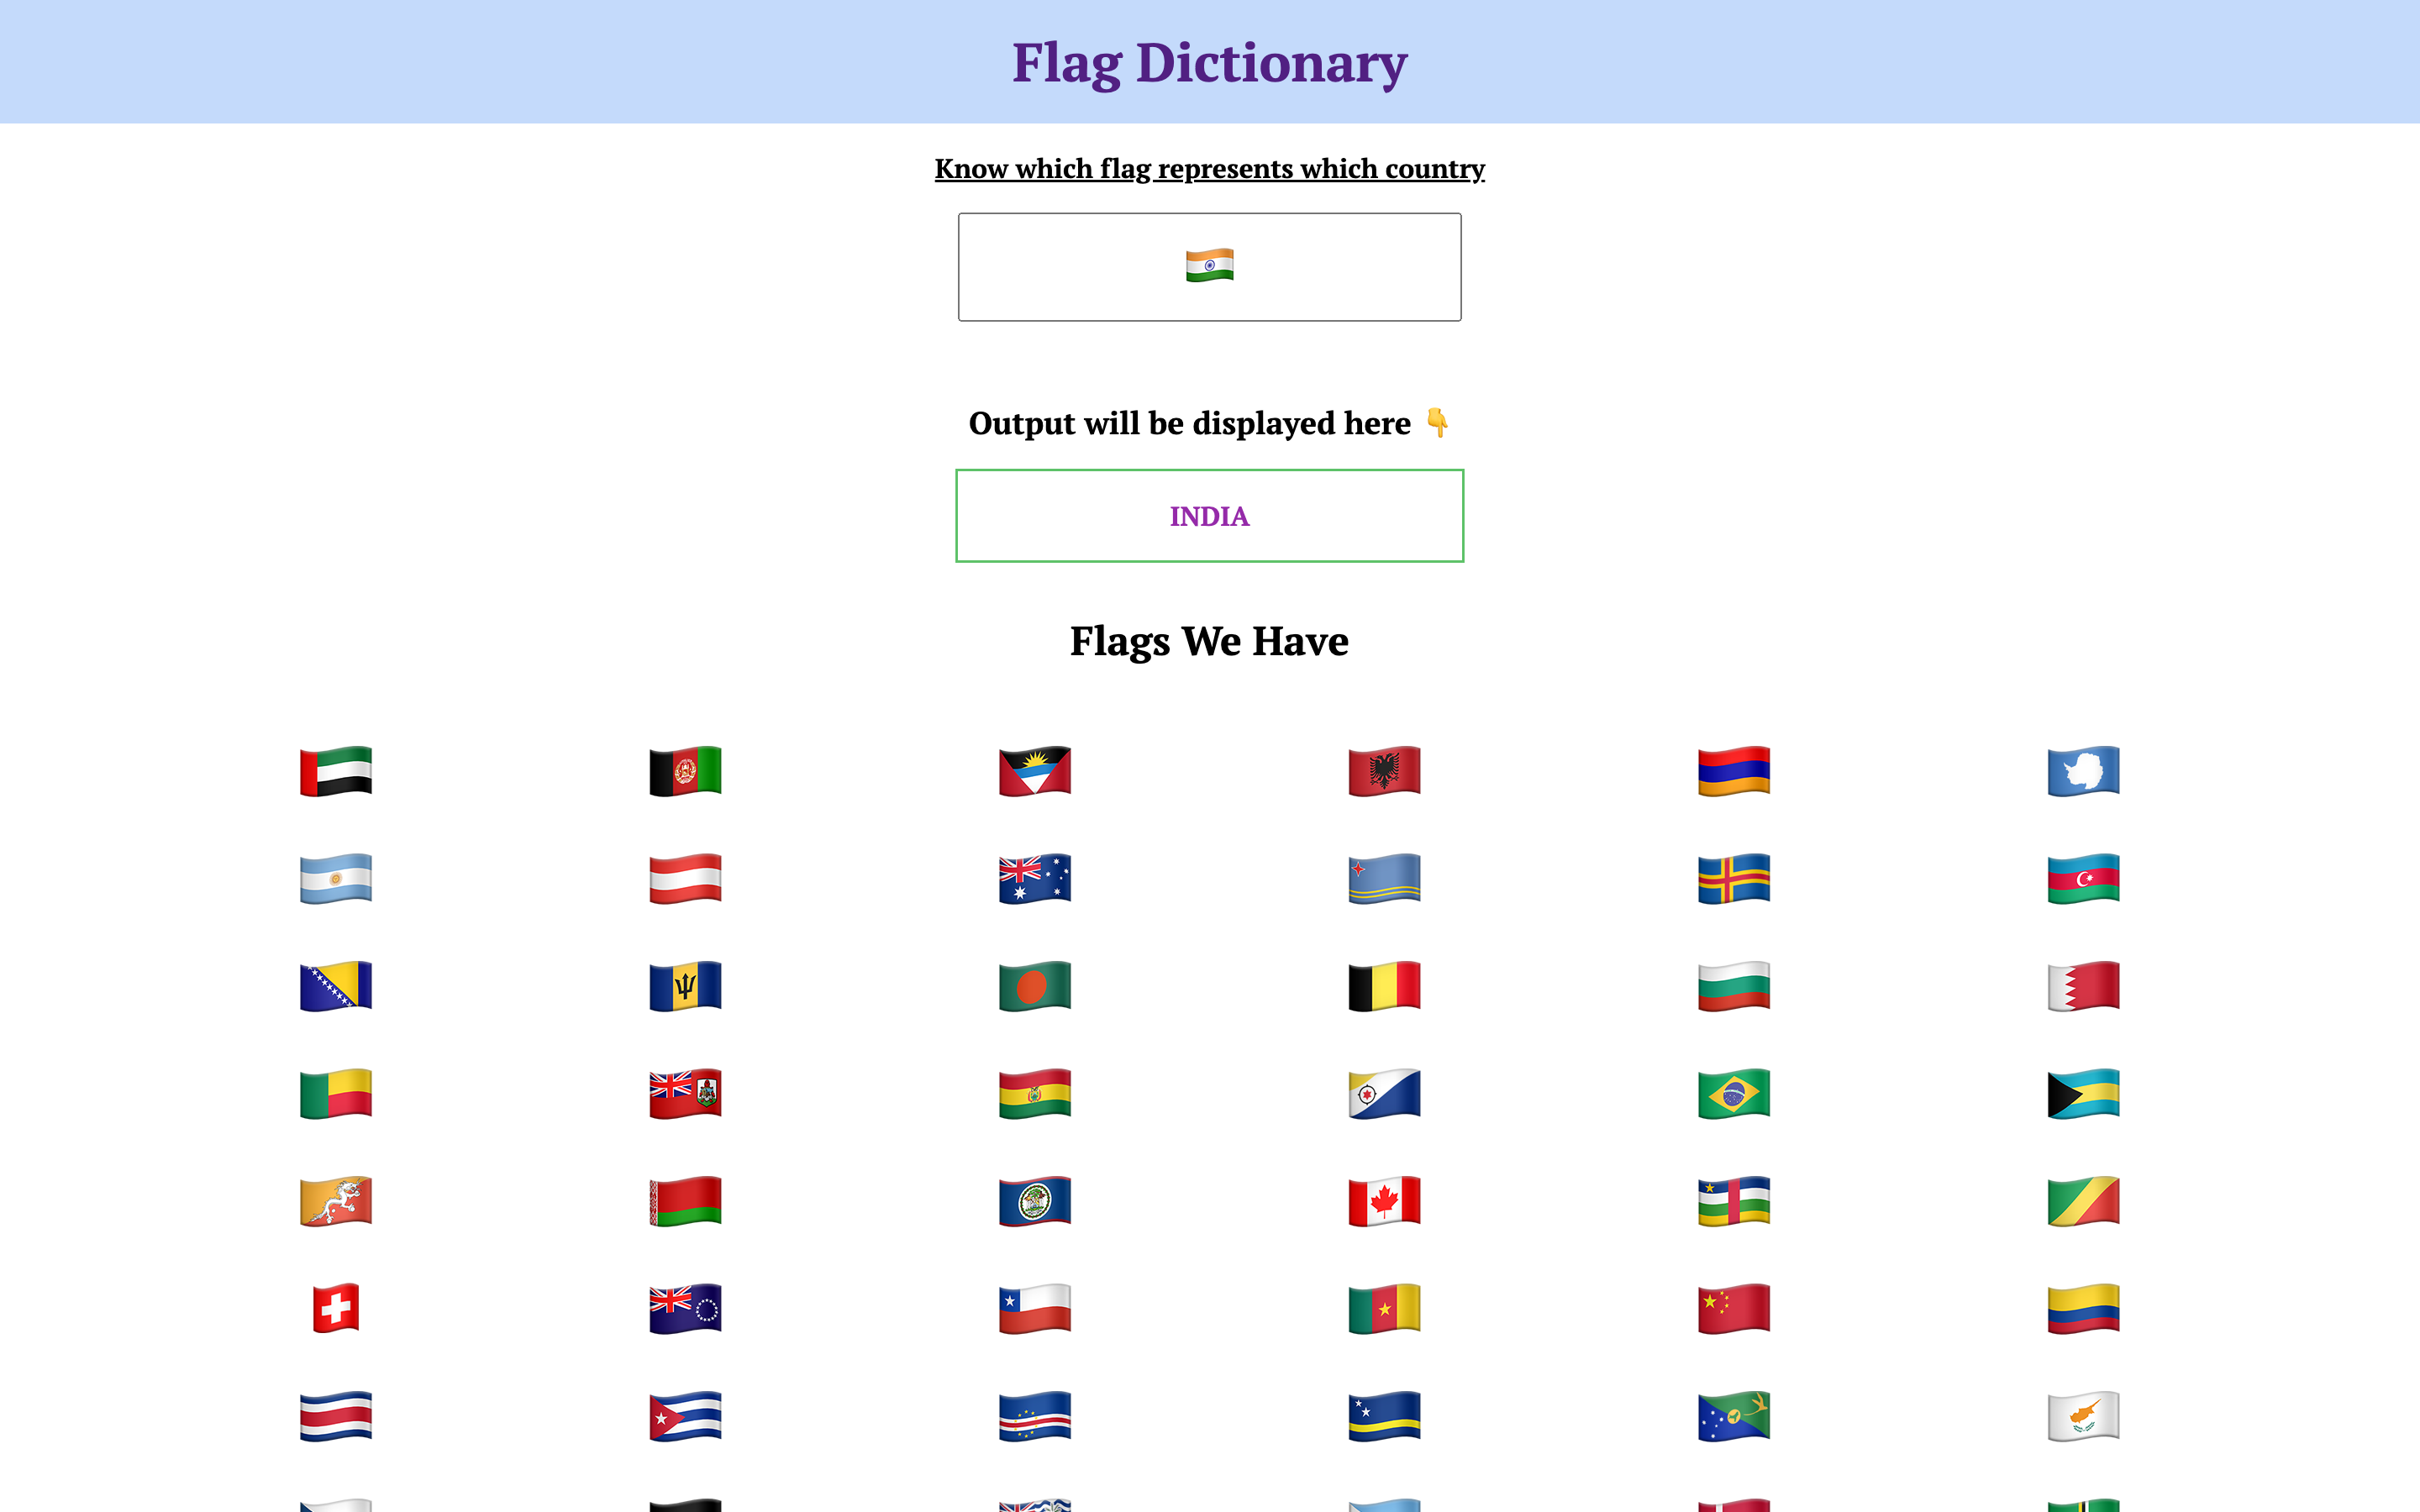 Flag Dictionary
Know which flag represents which country
Output will be displayed here 👇
INDIA
Flags We Have